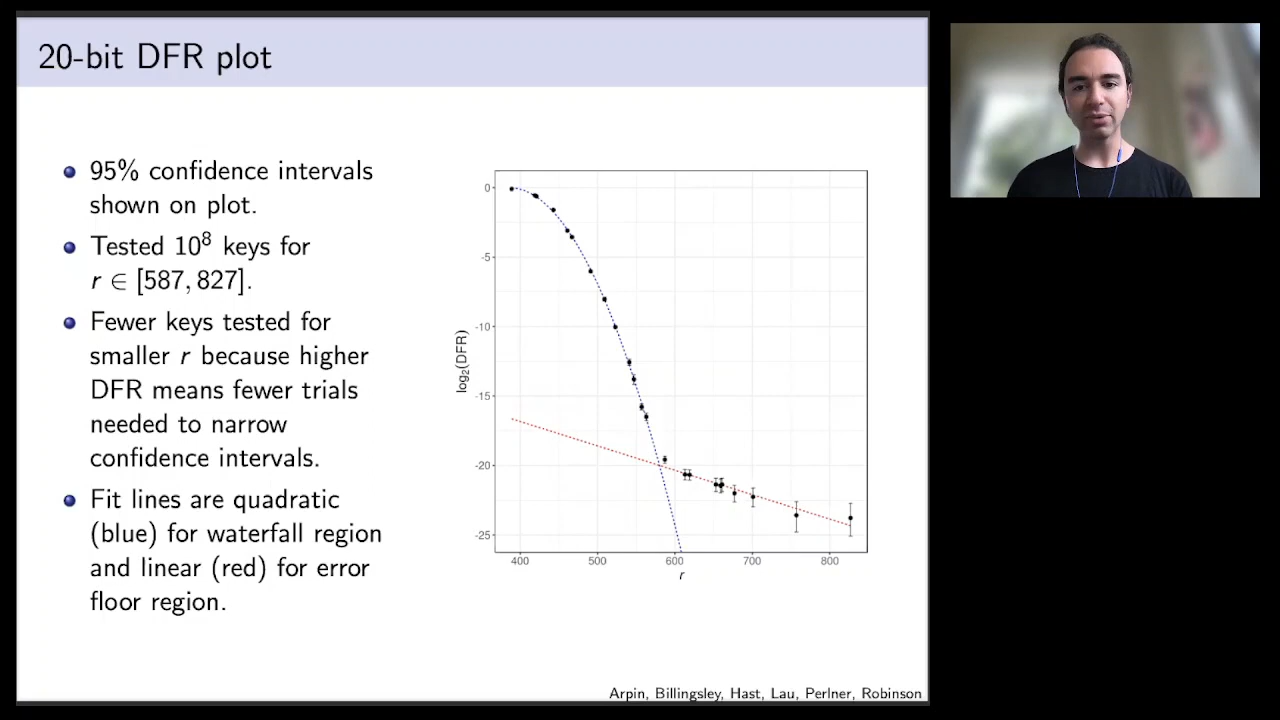 20-bit DFR plot
95% confidence intervals
shown on plot.
Tested 10⁸ keys for
r ∈ [587, 827].
Fewer keys tested for
smaller r because higher
DFR means fewer trials
needed to narrow
confidence intervals.
Fit lines are quadratic
(blue) for waterfall region
and linear (red) for error
floor region.
log₂(DFR)
0
-5
-10
-15
-20
-25
400 500 600 700 800
r
Arpin, Billingsley, Hast, Lau, Perlner, Robinson